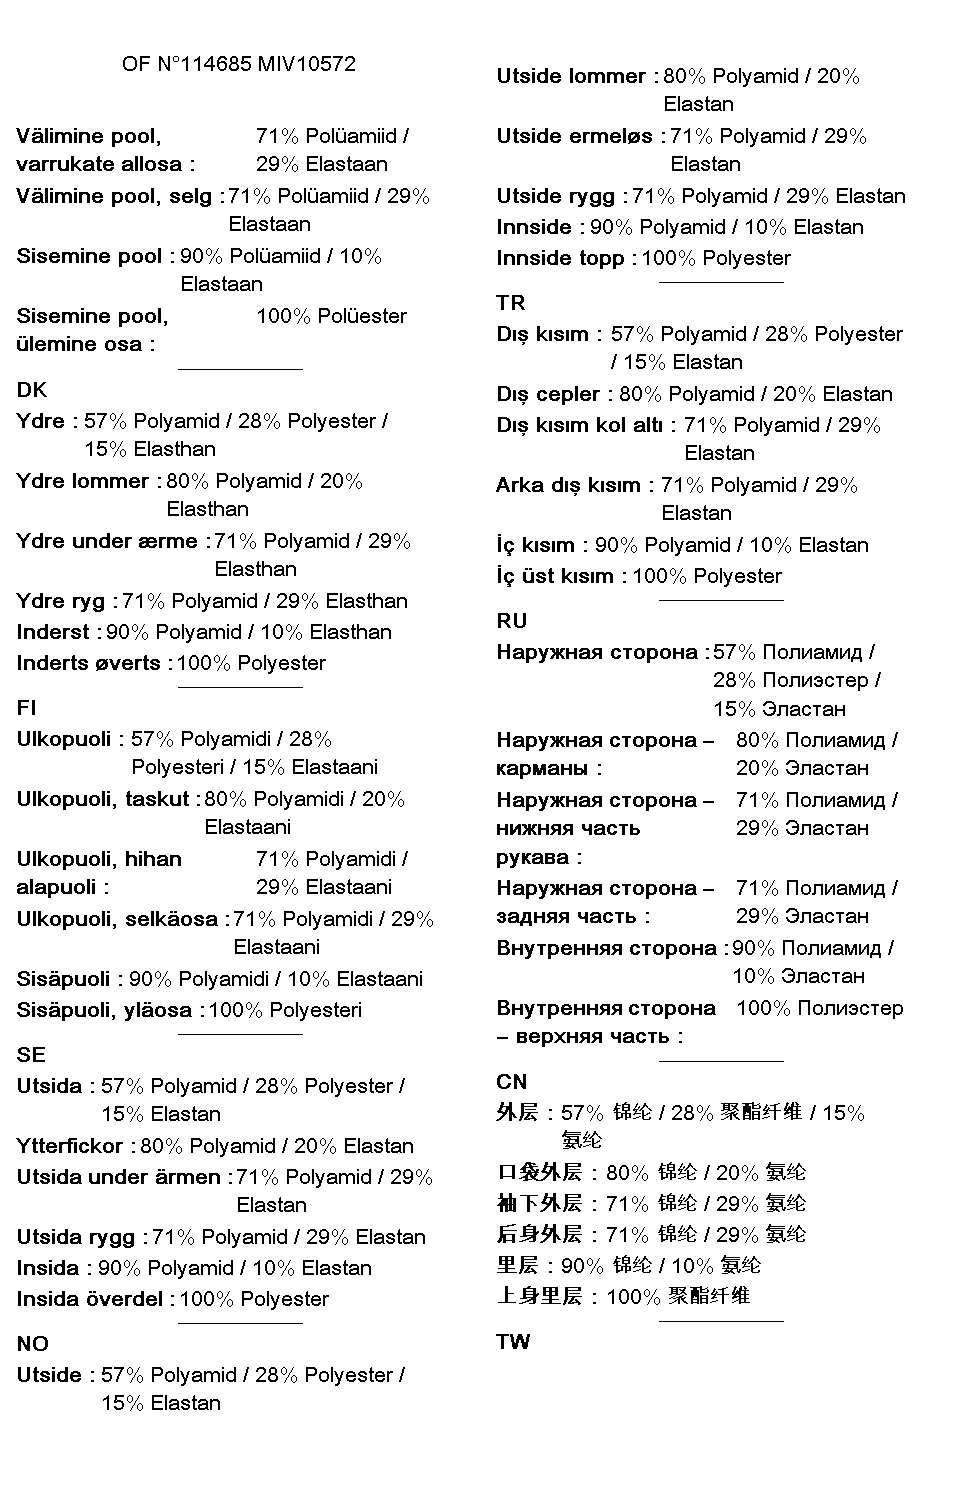 OF N°114685 MIV10572
Välimine pool, 71% Polüamiid /
varrukate allosa : 29% Elastaan
Välimine pool, selg : 71% Polüamiid / 29%
Elastaan
Sisemine pool : 90% Polüamiid / 10%
Elastaan
Sisemine pool, 100% Polüester
ülemine osa :
DK
Ydre : 57% Polyamid / 28% Polyester /
15% Elasthan
Ydre lommer : 80% Polyamid / 20%
Elasthan
Ydre under ærme : 71% Polyamid / 29%
Elasthan
Ydre ryg : 71% Polyamid / 29% Elasthan
Inderst : 90% Polyamid / 10% Elasthan
Inderts øverts : 100% Polyester
FI
Ulkopuoli : 57% Polyamidi / 28%
Polyesteri / 15% Elastaani
Ulkopuoli, taskut : 80% Polyamidi / 20%
Elastaani
Ulkopuoli, hihan 71% Polyamidi /
alapuoli : 29% Elastaani
Ulkopuoli, selkäosa : 71% Polyamidi / 29%
Elastaani
Sisäpuoli : 90% Polyamidi / 10% Elastaani
Sisäpuoli, yläosa : 100% Polyesteri
SE
Utsida : 57% Polyamid / 28% Polyester /
15% Elastan
Ytterfickor : 80% Polyamid / 20% Elastan
Utsida under ärmen : 71% Polyamid / 29%
Elastan
Utsida rygg : 71% Polyamid / 29% Elastan
Insida : 90% Polyamid / 10% Elastan
Insida överdel : 100% Polyester
NO
Utside : 57% Polyamid / 28% Polyester /
15% Elastan
Utside lommer : 80% Polyamid / 20%
Elastan
Utside ermeløs : 71% Polyamid / 29%
Elastan
Utside rygg : 71% Polyamid / 29% Elastan
Innside : 90% Polyamid / 10% Elastan
Innside topp : 100% Polyester
TR
Dış kısım : 57% Polyamid / 28% Polyester
/ 15% Elastan
Dış cepler : 80% Polyamid / 20% Elastan
Dış kısım kol altı : 71% Polyamid / 29%
Elastan
Arka dış kısım : 71% Polyamid / 29%
Elastan
İç kısım : 90% Polyamid / 10% Elastan
İç üst kısım : 100% Polyester
RU
Наружная сторона : 57% Полиамид /
28% Полиэстер /
15% Эластан
Наружная сторона – 80% Полиамид /
карманы : 20% Эластан
Наружная сторона – 71% Полиамид /
нижняя часть 29% Эластан
рукава :
Наружная сторона – 71% Полиамид /
задняя часть : 29% Эластан
Внутренняя сторона : 90% Полиамид /
10% Эластан
Внутренняя сторона 100% Полиэстер
– верхняя часть :
CN
外层 : 57% 锦纶 / 28% 聚酯纤维 / 15%
氨纶
口袋外层 : 80% 锦纶 / 20% 氨纶
袖下外层 : 71% 锦纶 / 29% 氨纶
后身外层 : 71% 锦纶 / 29% 氨纶
里层 : 90% 锦纶 / 10% 氨纶
上身里层 : 100% 聚酯纤维
TW